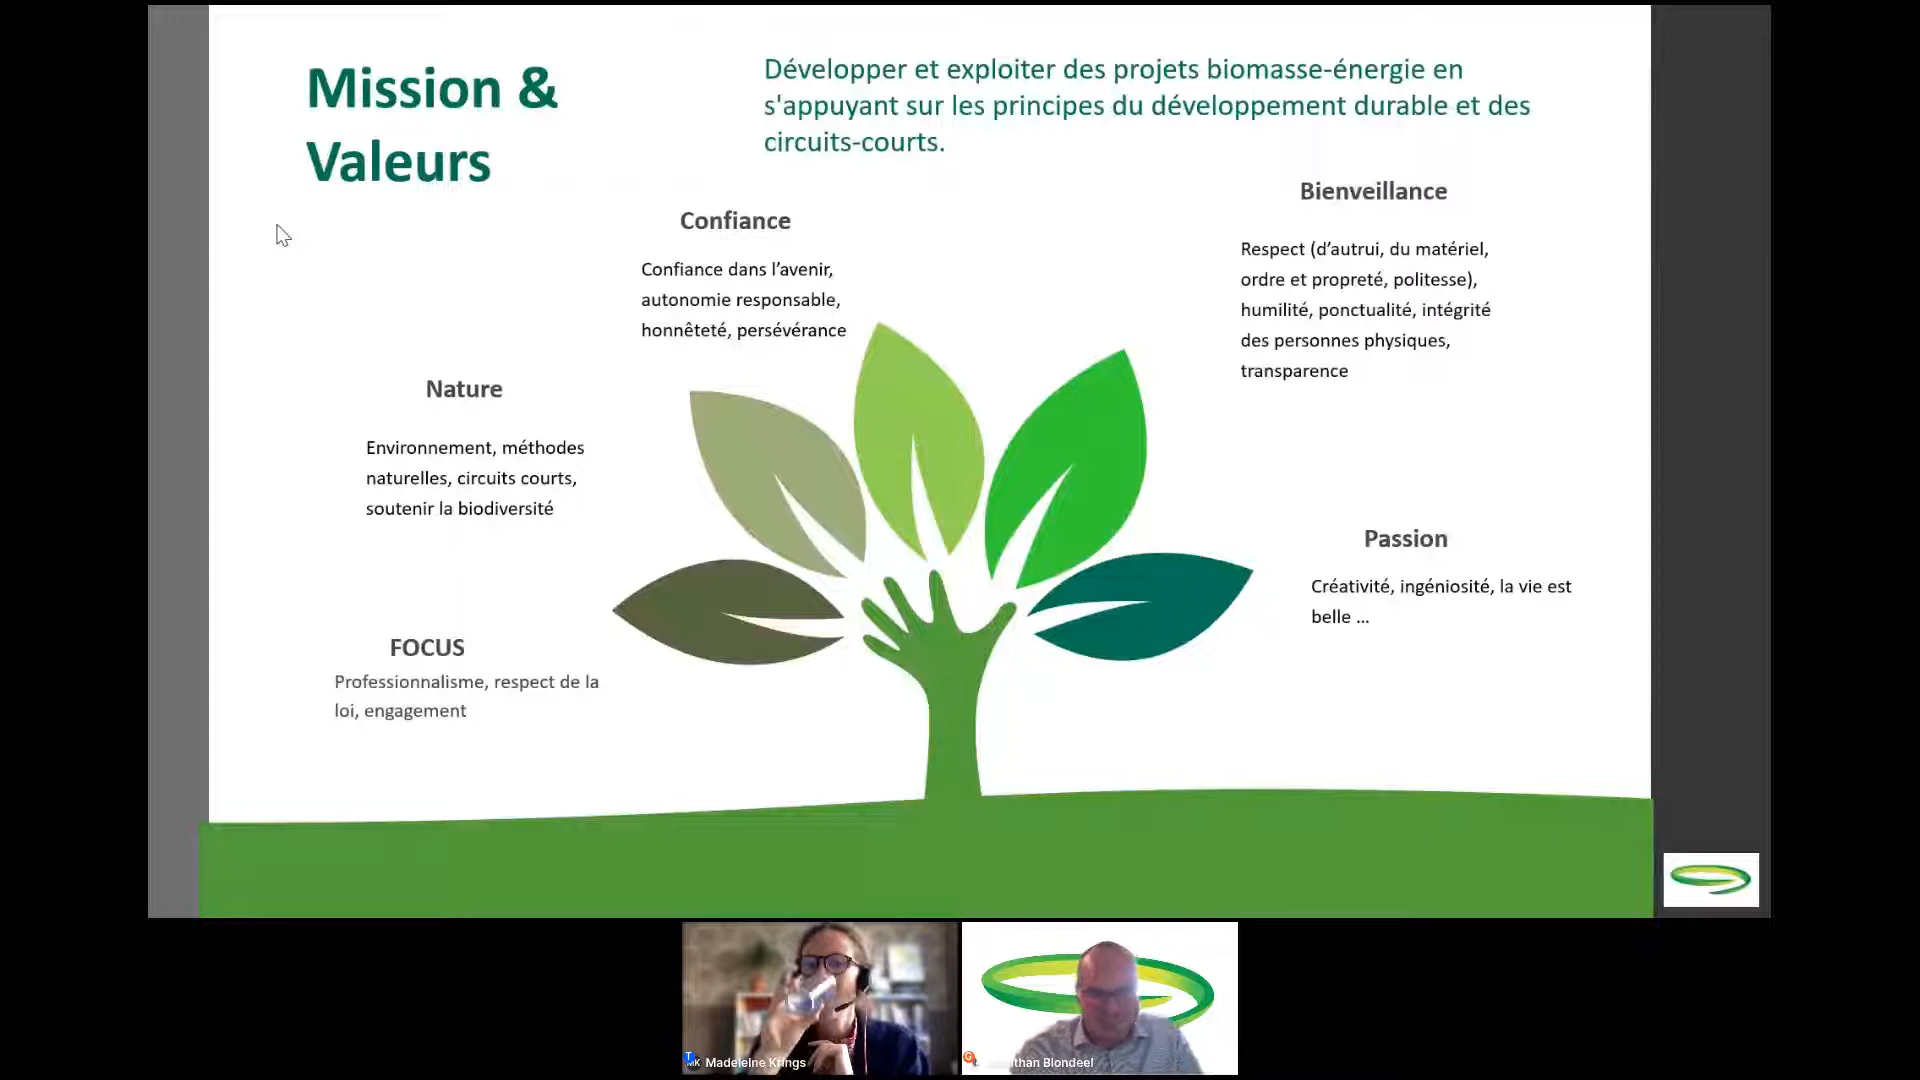 Mission &
Valeurs
Développer et exploiter des projets biomasse-énergie en
s'appuyant sur les principes du développement durable et des
circuits-courts.
Confiance
Confiance dans l’avenir,
autonomie responsable,
honnêteté, persévérance
Bienveillance
Respect (d’autrui, du matériel,
ordre et propreté, politesse),
humilité, ponctualité, intégrité
des personnes physiques,
transparence
Nature
Environnement, méthodes
naturelles, circuits courts,
soutenir la biodiversité
Passion
Créativité, ingéniosité, la vie est
belle ...
FOCUS
Professionnalisme, respect de la
loi, engagement
Madeleine Krings
than Blondeel